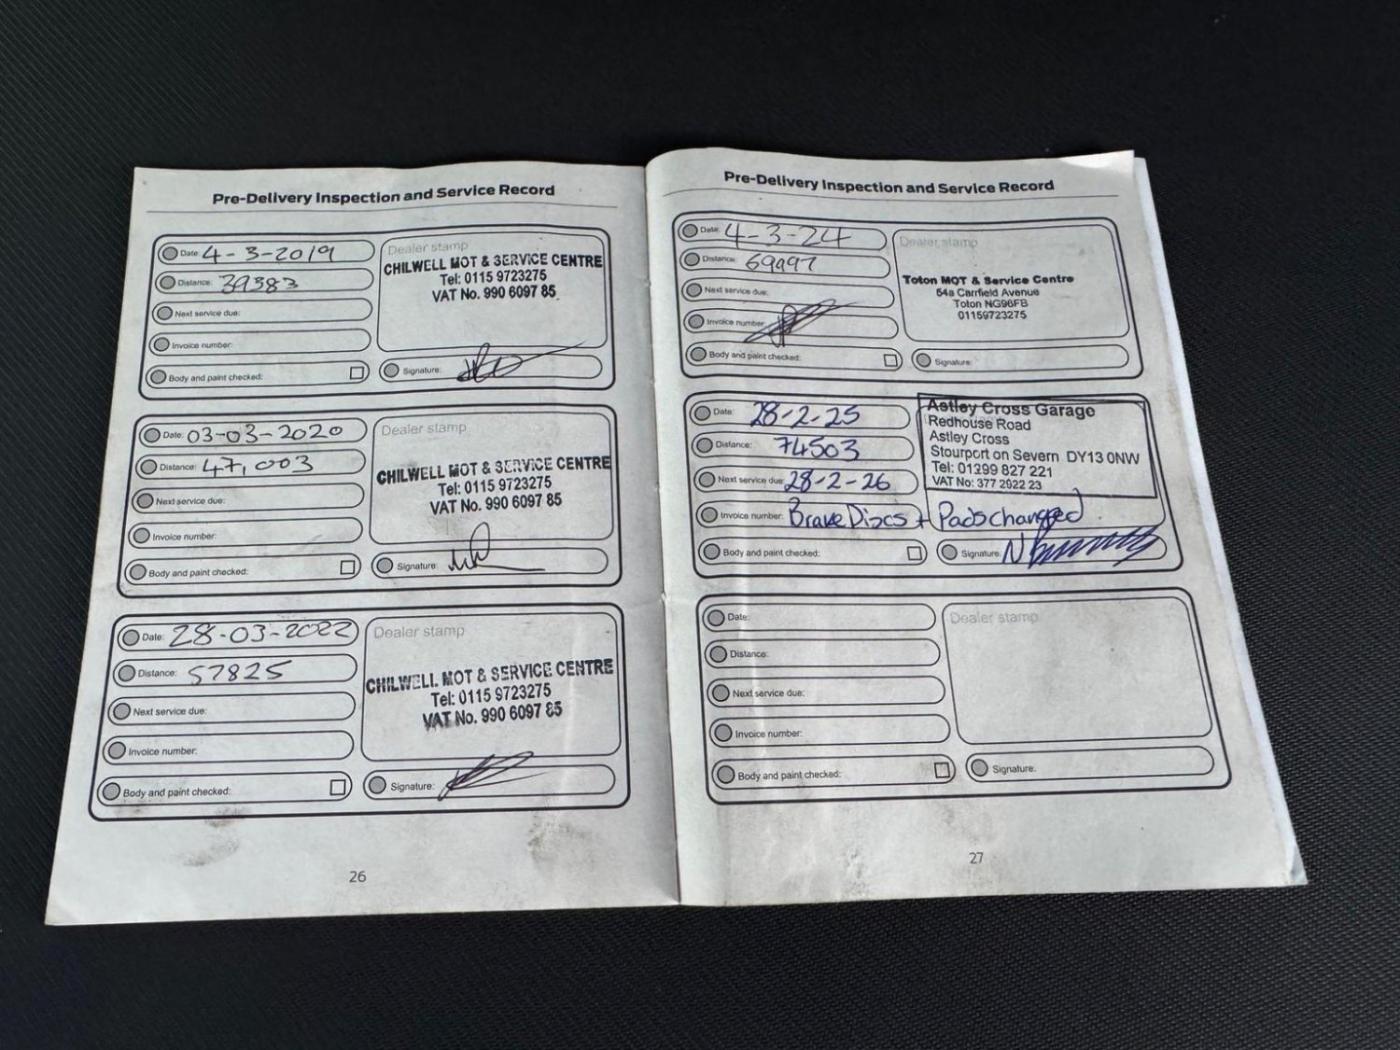 Pre-Delivery Inspection and Service Record
Date: 4-3-2019
Distance: 39383
Next service due:
Invoice number:
Body and paint checked:
Dealer stamp
CHILWELL MOT & SERVICE CENTRE
Tel: 0115 9723275
VAT No. 990 6097 85
Signature:
Date: 03-03-2020
Distance: 47,003
Next service due:
Invoice number:
Body and paint checked:
Dealer stamp
CHILWELL MOT & SERVICE CENTRE
Tel: 0115 9723275
VAT No. 990 6097 85
Signature:
Date: 28-03-2022
Distance: 57825
Next service due:
Invoice number:
Body and paint checked:
Dealer stamp
CHILWELL MOT & SERVICE CENTRE
Tel: 0115 9723275
VAT No. 990 6097 85
Signature:
26
Pre-Delivery Inspection and Service Record
Date: 4-3-24
Distance: 69997
Next service due:
Invoice number:
Body and paint checked:
Dealer stamp
Toton MOT & Service Centre
54a Carrfield Avenue
Toton NG96FB
01159723275
Signature:
Date: 28-2-25
Distance: 74503
Next service due: 28-2-26
Invoice number: Brake Discs + Pads changed
Body and paint checked:
Astley Cross Garage
Redhouse Road
Astley Cross
Stourport on Severn DY13 0NW
Tel: 01299 827 221
VAT No: 377 2922 23
Signature:
Date:
Distance:
Next service due:
Invoice number:
Body and paint checked:
Dealer stamp
Signature:
27